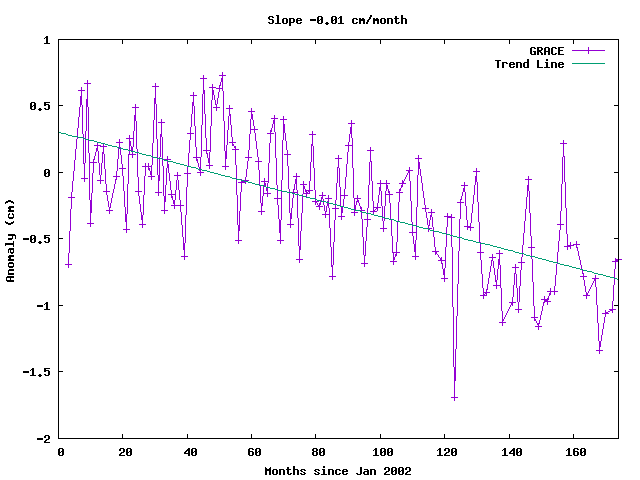 Slope -0.01 cm/month
GRACE
Trend Line
1
0.5
0
-0.5
-1
-1.5
-2
Anomaly (cm)
0 20 40 60 80 100 120 140 160
Months since Jan 2002